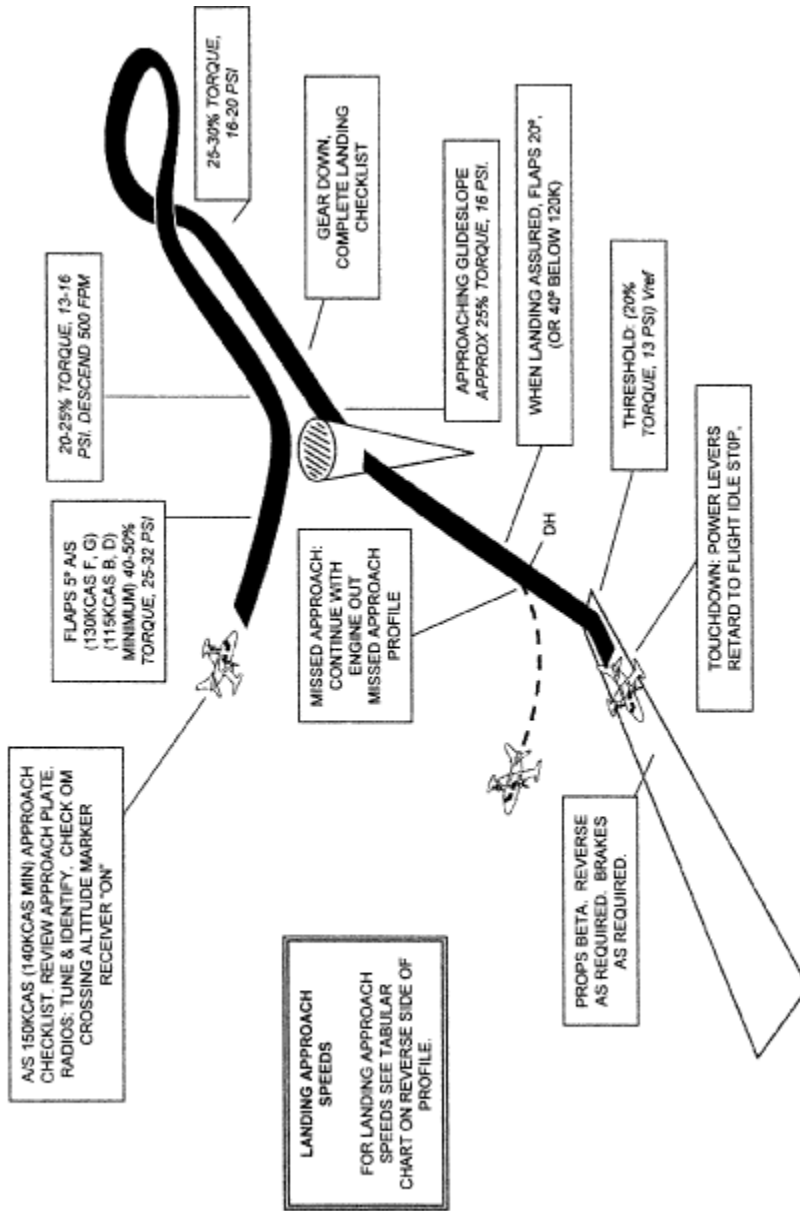 A/S 150KCAS (140KCAS MIN) APPROACH
CHECKLIST. REVIEW APPROACH PLATE.
RADIOS: TUNE & IDENTIFY. CHECK OM
CROSSING ALTITUDE MARKER
RECEIVER "ON"
FLAPS 5° A/S
(130KCAS F, G)
(115KCAS B, D)
MINIMUM) 40-50%
TORQUE, 25-32 PSI
20-25% TORQUE, 13-16
PSI. DESCEND 500 FPM
25-30% TORQUE,
16-20 PSI
GEAR DOWN,
COMPLETE LANDING
CHECKLIST
APPROACHING GLIDESLOPE
APPROX 25% TORQUE, 16 PSI.
WHEN LANDING ASSURED, FLAPS 20°,
(OR 40° BELOW 120K)
MISSED APPROACH:
CONTINUE WITH
ENGINE OUT
MISSED APPROACH
PROFILE
DH
THRESHOLD: (20%
TORQUE, 13 PSI) Vref
TOUCHDOWN: POWER LEVERS
RETARD TO FLIGHT IDLE STOP,
PROPS BETA. REVERSE
AS REQUIRED. BRAKES
AS REQUIRED.
LANDING APPROACH
SPEEDS
FOR LANDING APPROACH
SPEEDS SEE TABULAR
CHART ON REVERSE SIDE OF
PROFILE.